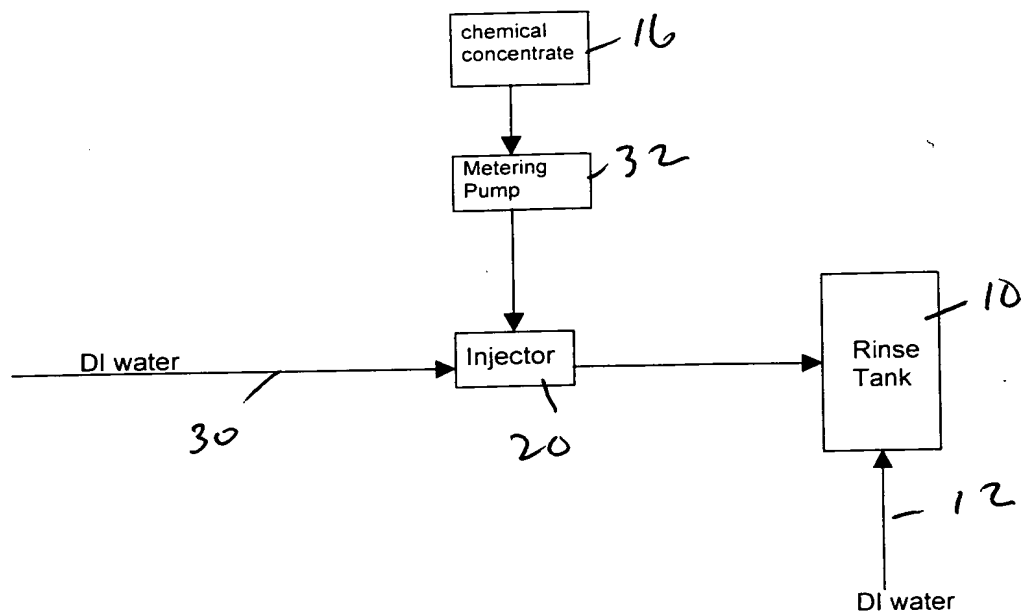 chemical
concentrate
16
Metering
Pump
32
10
Rinse
Tank
DI water
Injector
30
20
12
DI water